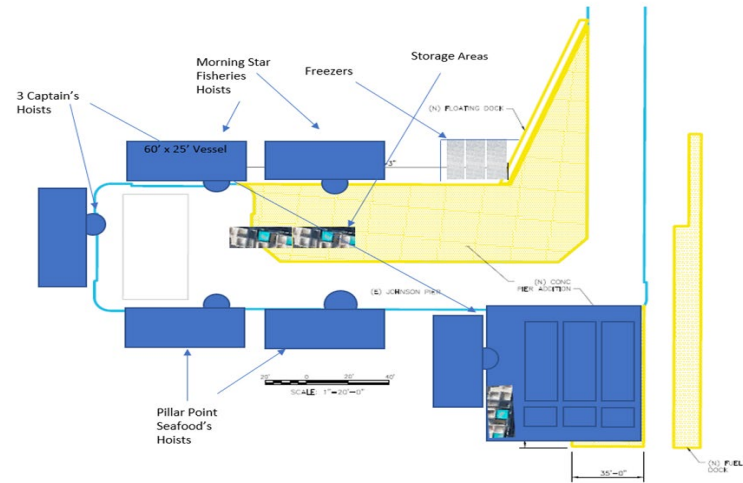 Morning Star
Fisheries
Hoists
Storage Areas
Freezers
3 Captain's
Hoists
(N) FLOATING DOCK
60' x 25' Vessel
3"
(N) CONC
PIER ADDITION
(E) JOHNSON PIER
20' 0 20' 40'
SCALE: 1"=20'-0"
Pillar Point
Seafood's
Hoists
35'-0"
(N) FUEL
DOCK